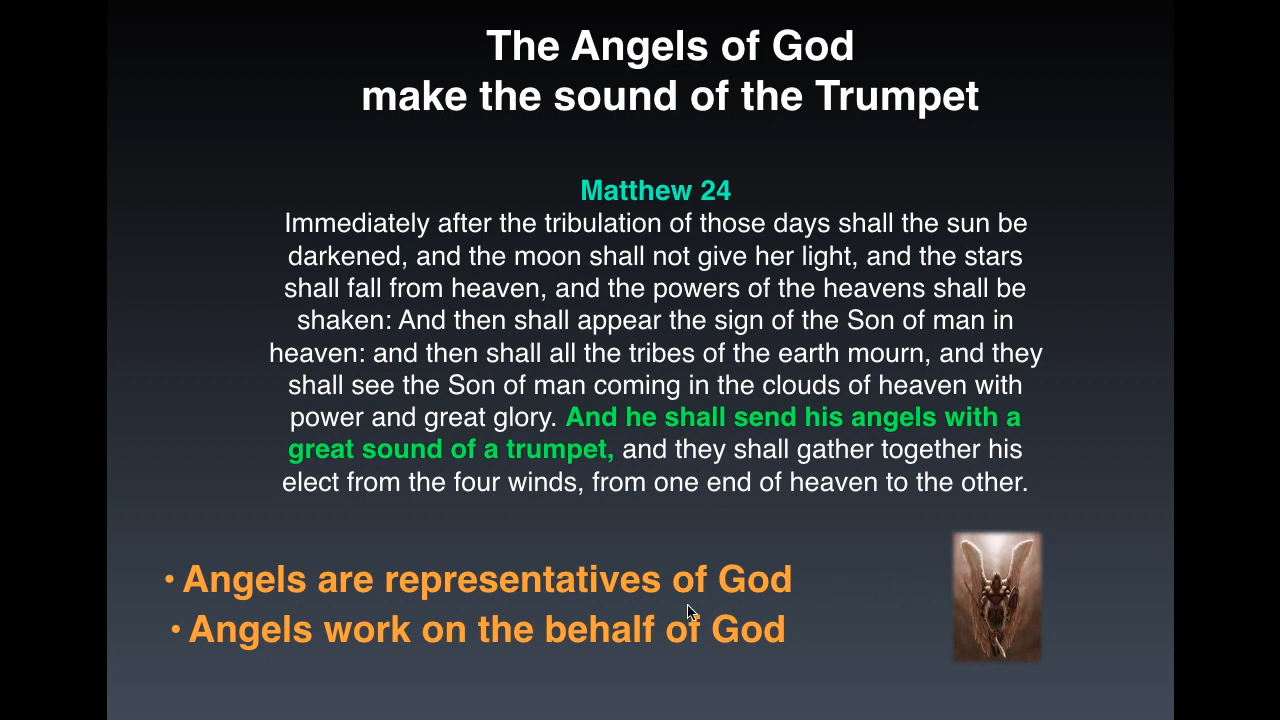 The Angels of God
make the sound of the Trumpet
Matthew 24
Immediately after the tribulation of those days shall the sun be
darkened, and the moon shall not give her light, and the stars
shall fall from heaven, and the powers of the heavens shall be
shaken: And then shall appear the sign of the Son of man in
heaven: and then shall all the tribes of the earth mourn, and they
shall see the Son of man coming in the clouds of heaven with
power and great glory. And he shall send his angels with a
great sound of a trumpet, and they shall gather together his
elect from the four winds, from one end of heaven to the other.
• Angels are representatives of God
• Angels work on the behalf of God